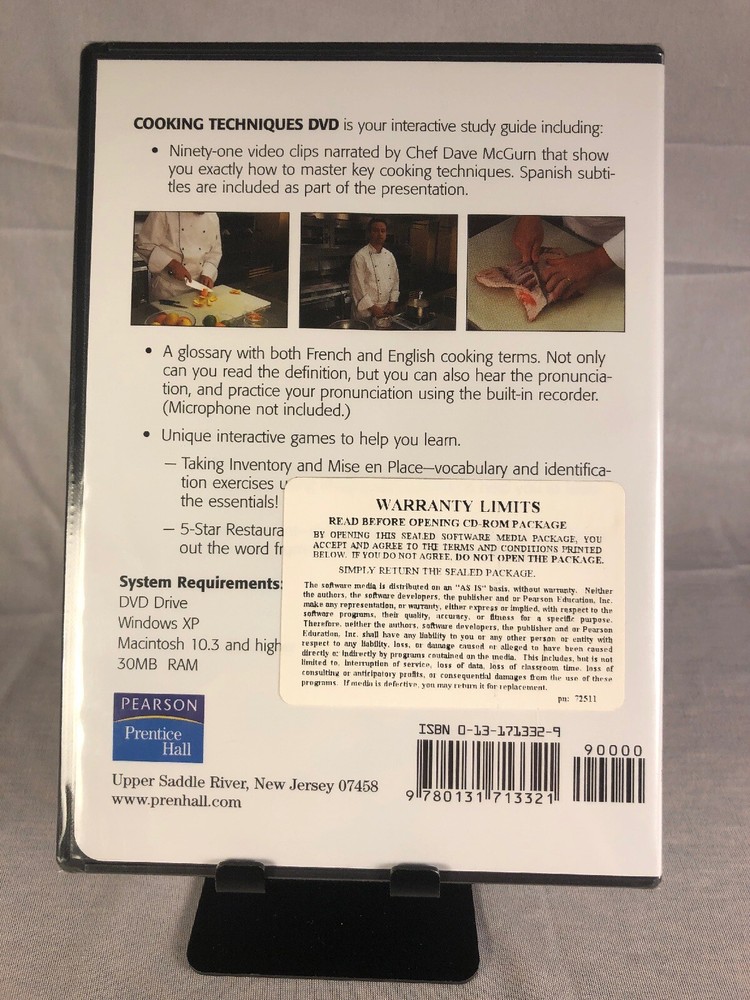 COOKING TECHNIQUES DVD is your interactive study guide including:
• Ninety-one video clips narrated by Chef Dave McGurn that show
you exactly how to master key cooking techniques. Spanish subti-
tles are included as part of the presentation.
• A glossary with both French and English cooking terms. Not only
can you read the definition, but you can also hear the pronuncia-
tion, and practice your pronunciation using the built-in recorder.
(Microphone not included.)
• Unique interactive games to help you learn.
– Taking Inventory and Mise en Place—vocabulary and identifica-
tion exercises
the essentials!
– 5-Star
out the word
WARRANTY LIMITS
READ BEFORE OPENING CD-ROM PACKAGE
BY OPENING THIS SEALED SOFTWARE MEDIA PACKAGE, YOU
ACCEPT AND AGREE TO THE TERMS AND CONDITIONS PRINTED
BELOW. IF YOU DO NOT AGREE, DO NOT OPEN THE PACKAGE.
SIMPLY RETURN THE SEALED PACKAGE.
The software media is distributed on an "AS IS" basis, without warranty. Neither
the authors, the software developers, the publisher and or Pearson Education, Inc.
make any representation, or warranty, either express or implied, with respect to the
software programs, their quality, accuracy, or fitness for a specific purpose.
Therefore, neither the authors, software developers, the publisher and or Pearson
Education, Inc. shall have any liability to you or any other person or entity with
respect to any liability, loss, or damage caused or alleged to have been caused
directly or indirectly by programs contained on the media. This includes, but is not
limited to, interruption of service, loss of data, loss of classroom time, loss of
consulting or anticipatory profits, or consequential damages from the use of these
programs. If media is defective, you may return it for replacement.
pn: 72511
System Requirements:
DVD Drive
Windows XP
Macintosh 10.3 and
30MB RAM
PEARSON
Prentice
Hall
Upper Saddle River, New Jersey 07458
www.prenhall.com
ISBN 0-13-171332-9
90000
9 780131 713321